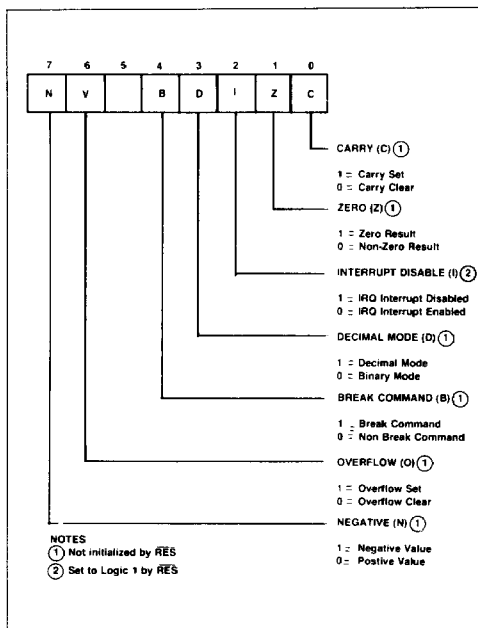 7 6 5 4 3 2 1 0
N V B D I Z C
CARRY (C) ①
1 = Carry Set
0 = Carry Clear
ZERO (Z) ①
1 = Zero Result
0 = Non-Zero Result
INTERRUPT DISABLE (I) ②
1 = IRQ Interrupt Disabled
0 = IRQ Interrupt Enabled
DECIMAL MODE (D) ①
1 = Decimal Mode
0 = Binary Mode
BREAK COMMAND (B) ①
1 = Break Command
0 = Non Break Command
OVERFLOW (O) ①
1 = Overflow Set
0 = Overflow Clear
NEGATIVE (N) ①
1 = Negative Value
0 = Postive Value
NOTES
① Not initialized by R̅E̅S̅
② Set to Logic 1 by R̅E̅S̅